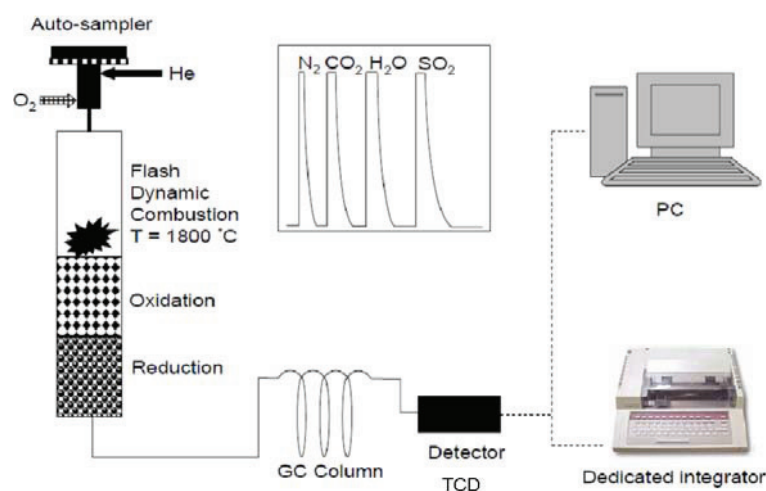 Auto-sampler
He
O₂
N₂ CO₂ H₂O SO₂
Flash
Dynamic
Combustion
T = 1800 ˚C
Oxidation
Reduction
GC Column
Detector
TCD
PC
Dedicated integrator